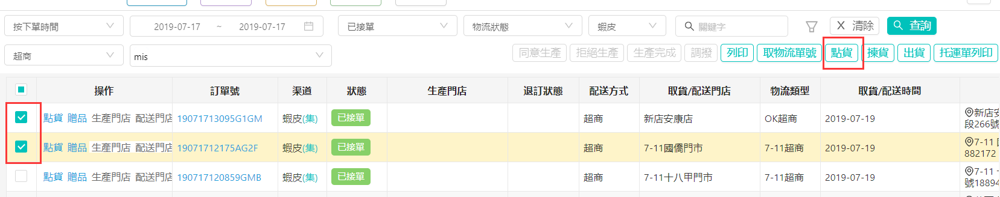 按下單時間 2019-07-17 ~ 2019-07-17 已接單 物流狀態 蝦皮 關鍵字 X 清除 查詢
超商 mis 同意生產 拒絕生產 生產完成 調撥 列印 取物流單號 點貨 揀貨 出貨 托運單列印
操作 訂單號 渠道 狀態 生產門店 退訂狀態 配送方式 取貨/配送門店 物流類型 取貨/配送時間
點貨 贈品 生產門店 配送門店 19071713095G1GM 蝦皮(集) 已接單 超商 新店安康店 OK超商 2019-07-19 新店安
段266號
點貨 贈品 生產門店 配送門店 19071712175AG2F 蝦皮(集) 已接單 超商 7-11國僑門市 7-11超商 2019-07-19 7-11
882172
點貨 贈品 生產門店 配送門店 190717120859GMB 蝦皮(集) 已接單 超商 7-11十八甲門市 7-11超商 2019-07-19 7-11
號18894